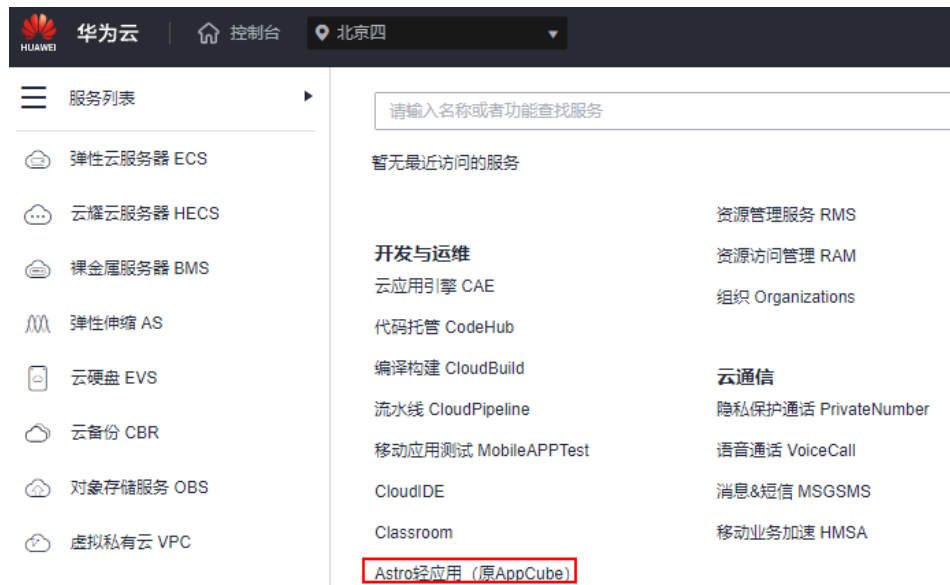 HUAWEI
华为云
控制台
北京四
服务列表
弹性云服务器 ECS
云耀云服务器 HECS
裸金属服务器 BMS
弹性伸缩 AS
云硬盘 EVS
云备份 CBR
对象存储服务 OBS
虚拟私有云 VPC
请输入名称或者功能查找服务
暂无最近访问的服务
开发与运维
云应用引擎 CAE
代码托管 CodeHub
编译构建 CloudBuild
流水线 CloudPipeline
移动应用测试 MobileAPPTest
CloudIDE
Classroom
Astro轻应用（原AppCube）
资源管理服务 RMS
资源访问管理 RAM
组织 Organizations
云通信
隐私保护通话 PrivateNumber
语音通话 VoiceCall
消息&短信 MSGSMS
移动业务加速 HMSA